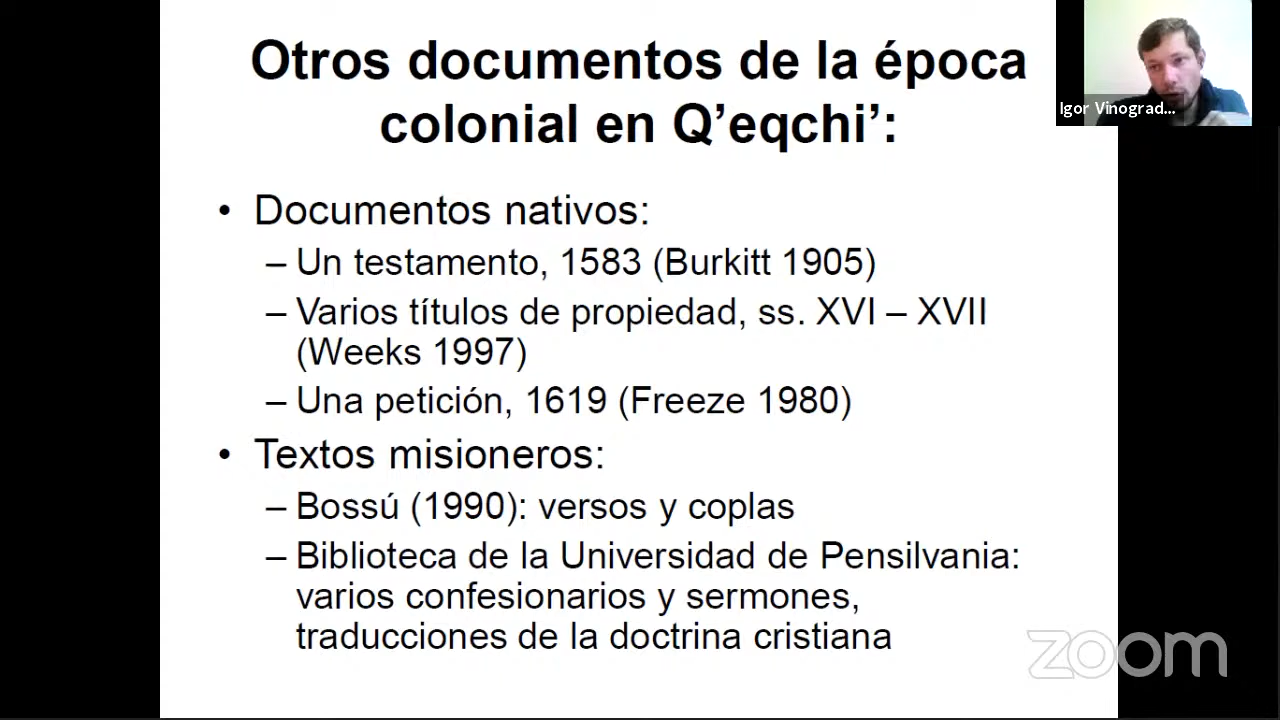 Otros documentos de la época
colonial en Q’eqchi’:
• Documentos nativos:
– Un testamento, 1583 (Burkitt 1905)
– Varios títulos de propiedad, ss. XVI – XVII
(Weeks 1997)
– Una petición, 1619 (Freeze 1980)
• Textos misioneros:
– Bossú (1990): versos y coplas
– Biblioteca de la Universidad de Pensilvania:
varios confesionarios y sermones,
traducciones de la doctrina cristiana
Igor Vinograd...
zoom